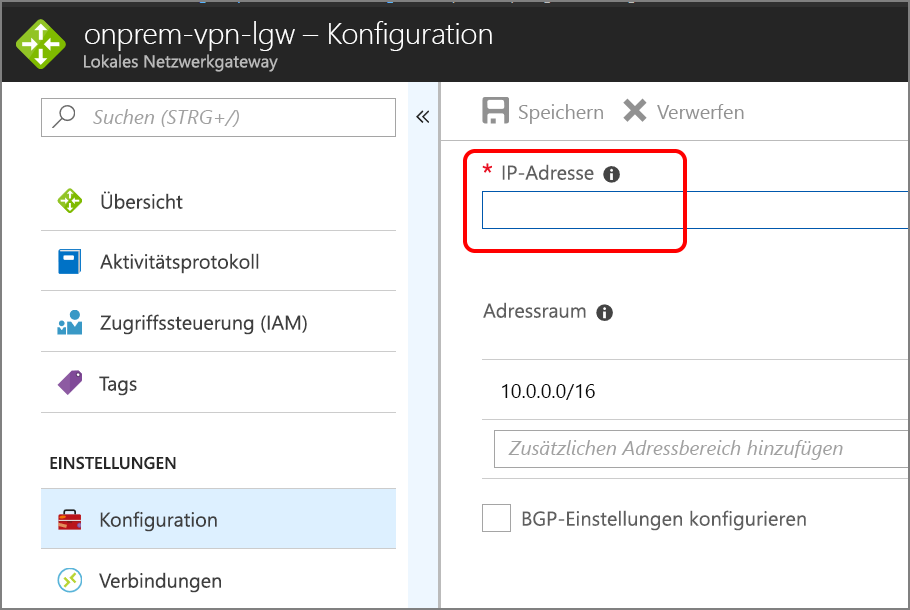 onprem-vpn-lgw – Konfiguration
Lokales Netzwerkgateway
Suchen (STRG+/)
«
Übersicht
Aktivitätsprotokoll
Zugriffssteuerung (IAM)
Tags
EINSTELLUNGEN
Konfiguration
Verbindungen
Speichern Verwerfen
* IP-Adresse
Adressraum
10.0.0.0/16
Zusätzlichen Adressbereich hinzufügen
BGP-Einstellungen konfigurieren